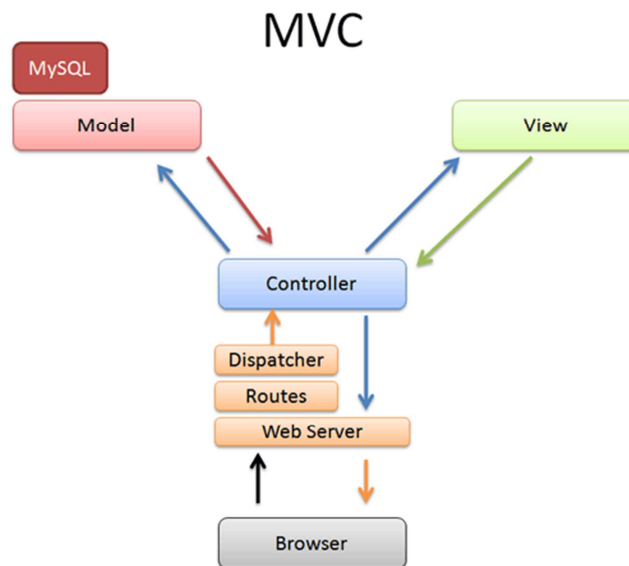 MVC
MySQL
Model
View
Controller
Dispatcher
Routes
Web Server
Browser